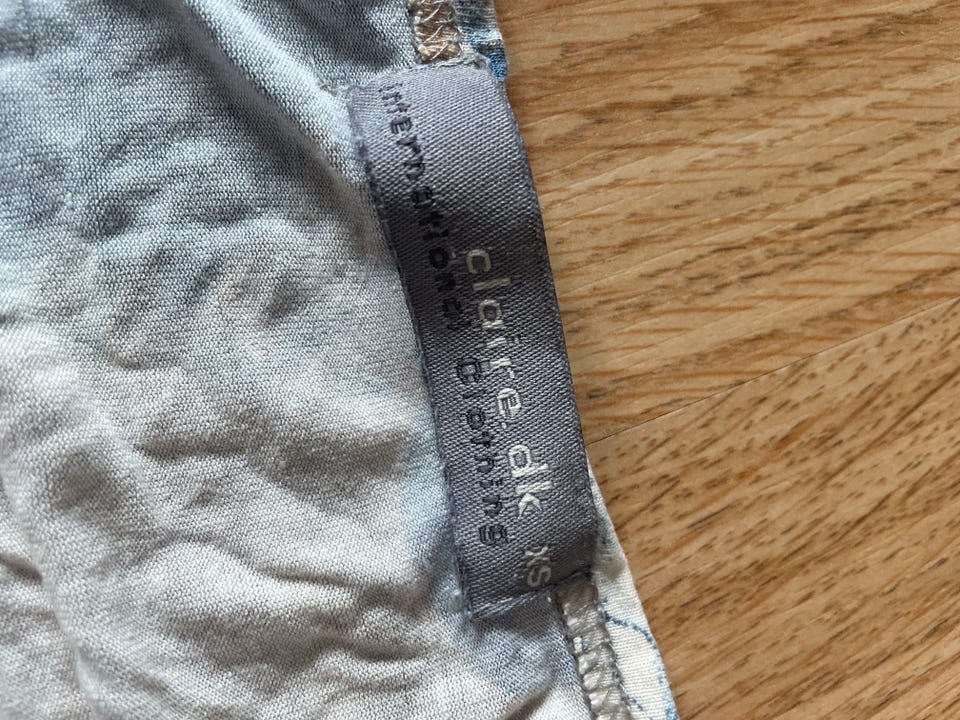 claire.dk XS
International Clothing